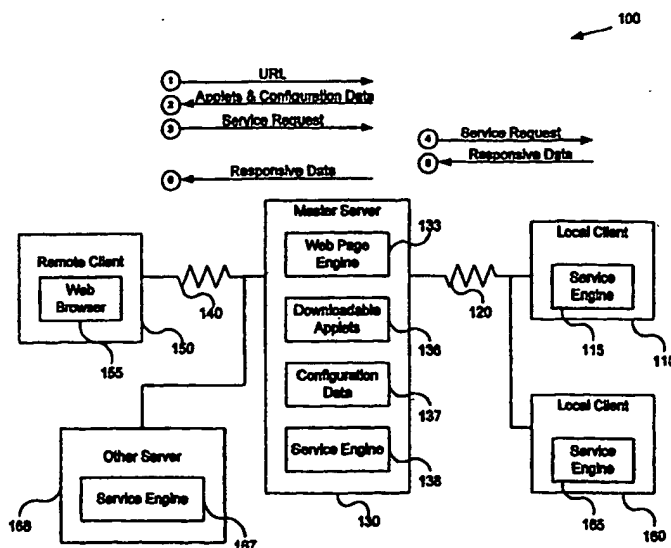 100
1 URL
2 Applets & Configuration Data
3 Service Request
4 Service Request
5 Responsive Data
6 Responsive Data
Master Server
Web Page Engine
133
Downloadable Applets
136
Configuration Data
137
Service Engine
138
130
Remote Client
Web Browser
155
150
140
120
Local Client
Service Engine
115
Local Client
Service Engine
165
160
Other Server
Service Engine
168
167